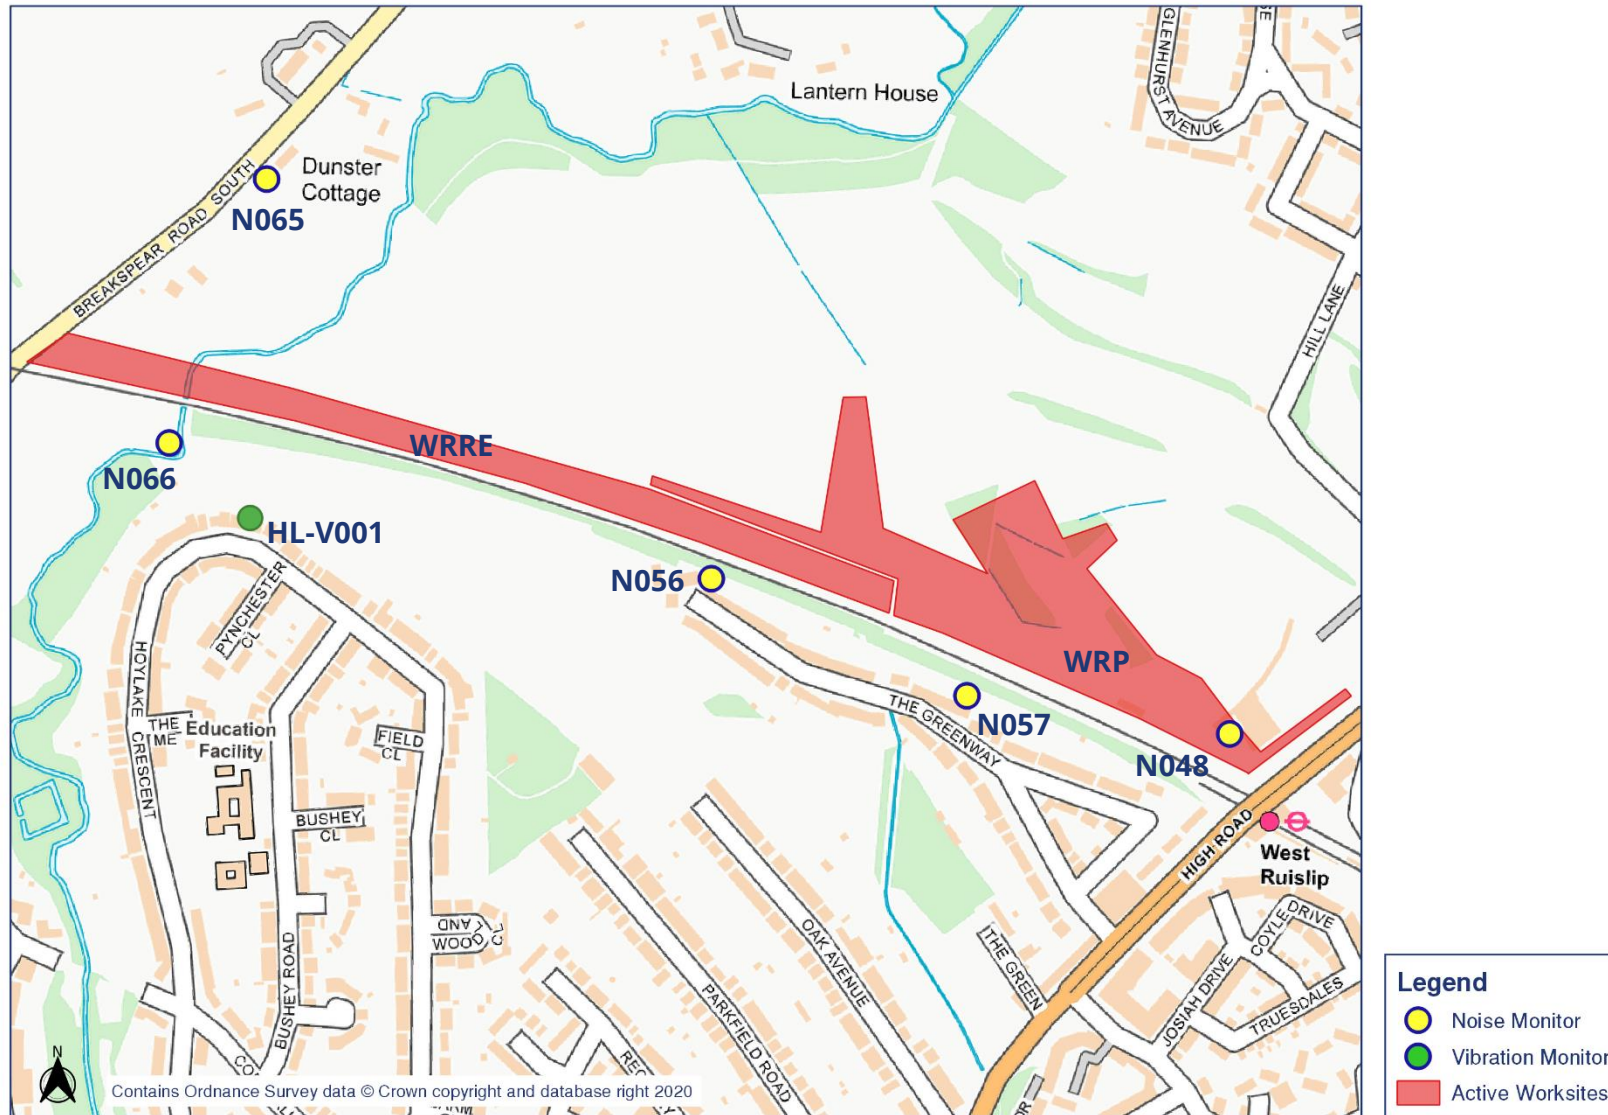 GLENHURST AVENUE
SE
Lantern House
Dunster
Cottage
N065
BREAKSPEAR ROAD SOUTH
HILL LANE
WRRE
N066
HL-V001
N056
PYNCHESTER
CL
WRP
HOYLAKE CRESCENT
THE
ME
Education
Facility
FIELD
CL
THE GREENWAY
N057
N048
BUSHEY
CL
HIGH ROAD
West
Ruislip
WOOD
LAND
CL
BUSHEY ROAD
OAK AVENUE
PARKFIELD ROAD
THE GREEN
JOSIAH DRIVE
COYLE DRIVE
TRUESDALES
N
Contains Ordnance Survey data © Crown copyright and database right 2020
Legend
Noise Monitor
Vibration Monitor
Active Worksites